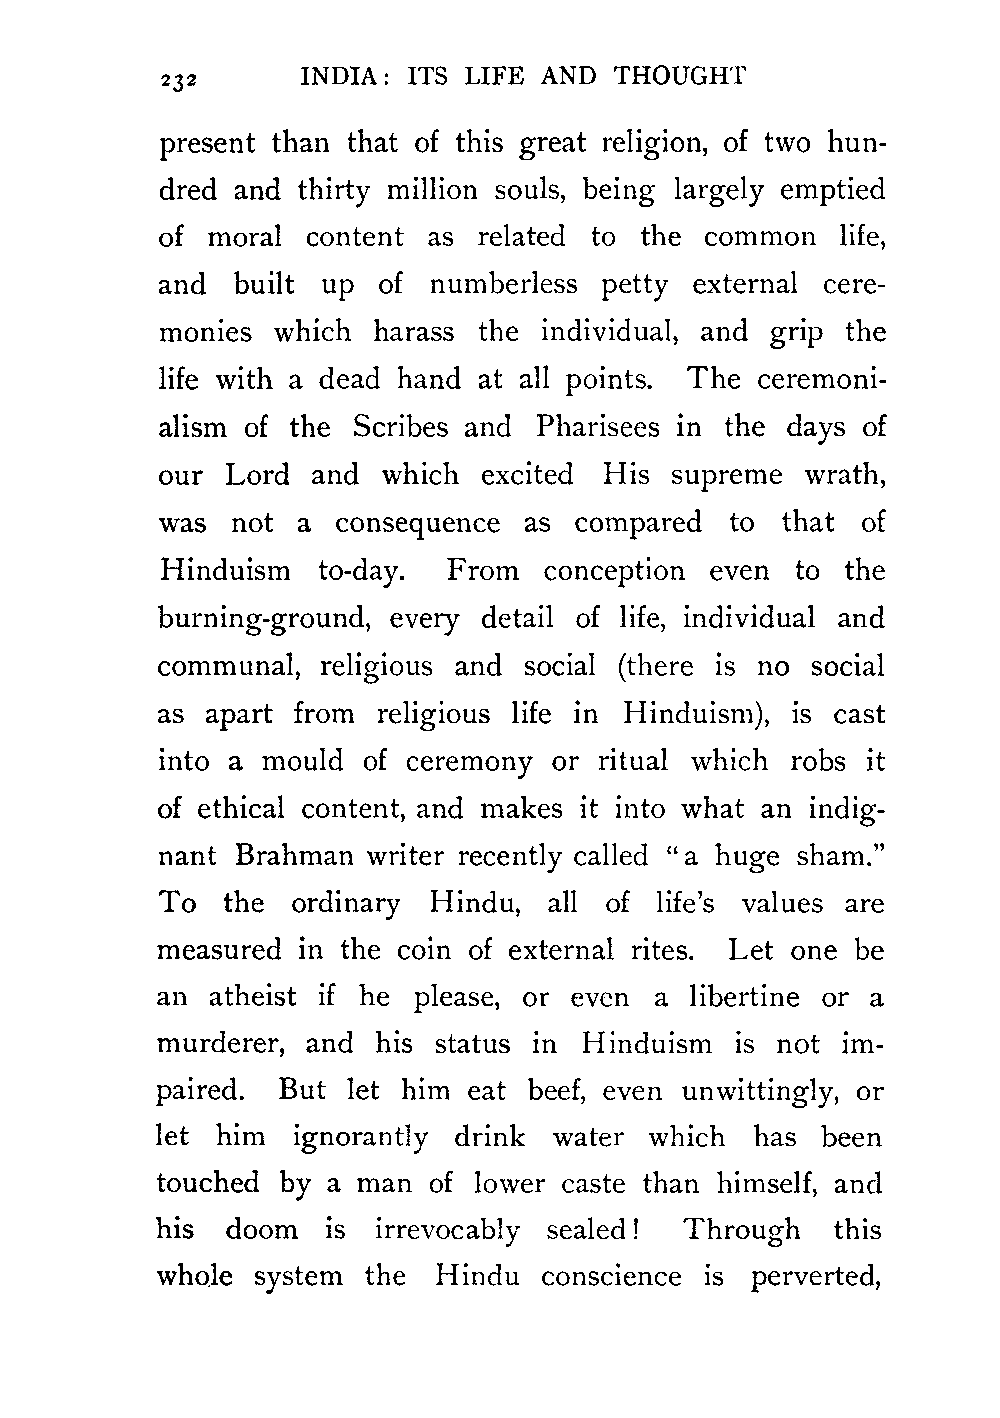 232 INDIA: ITS LIFE AND THOUGHT
present than that of this great religion, of two hun-
dred and thirty million souls, being largely emptied
of moral content as related to the common life,
and built up of numberless petty external cere-
monies which harass the individual, and grip the
life with a dead hand at all points. The ceremoni-
alism of the Scribes and Pharisees in the days of
our Lord and which excited His supreme wrath,
was not a consequence as compared to that of
Hinduism to-day. From conception even to the
burning-ground, every detail of life, individual and
communal, religious and social (there is no social
as apart from religious life in Hinduism), is cast
into a mould of ceremony or ritual which robs it
of ethical content, and makes it into what an indig-
nant Brahman writer recently called "a huge sham."
To the ordinary Hindu, all of life's values are
measured in the coin of external rites. Let one be
an atheist if he please, or even a libertine or a
murderer, and his status in Hinduism is not im-
paired. But let him eat beef, even unwittingly, or
let him ignorantly drink water which has been
touched by a man of lower caste than himself, and
his doom is irrevocably sealed! Through this
whole system the Hindu conscience is perverted,